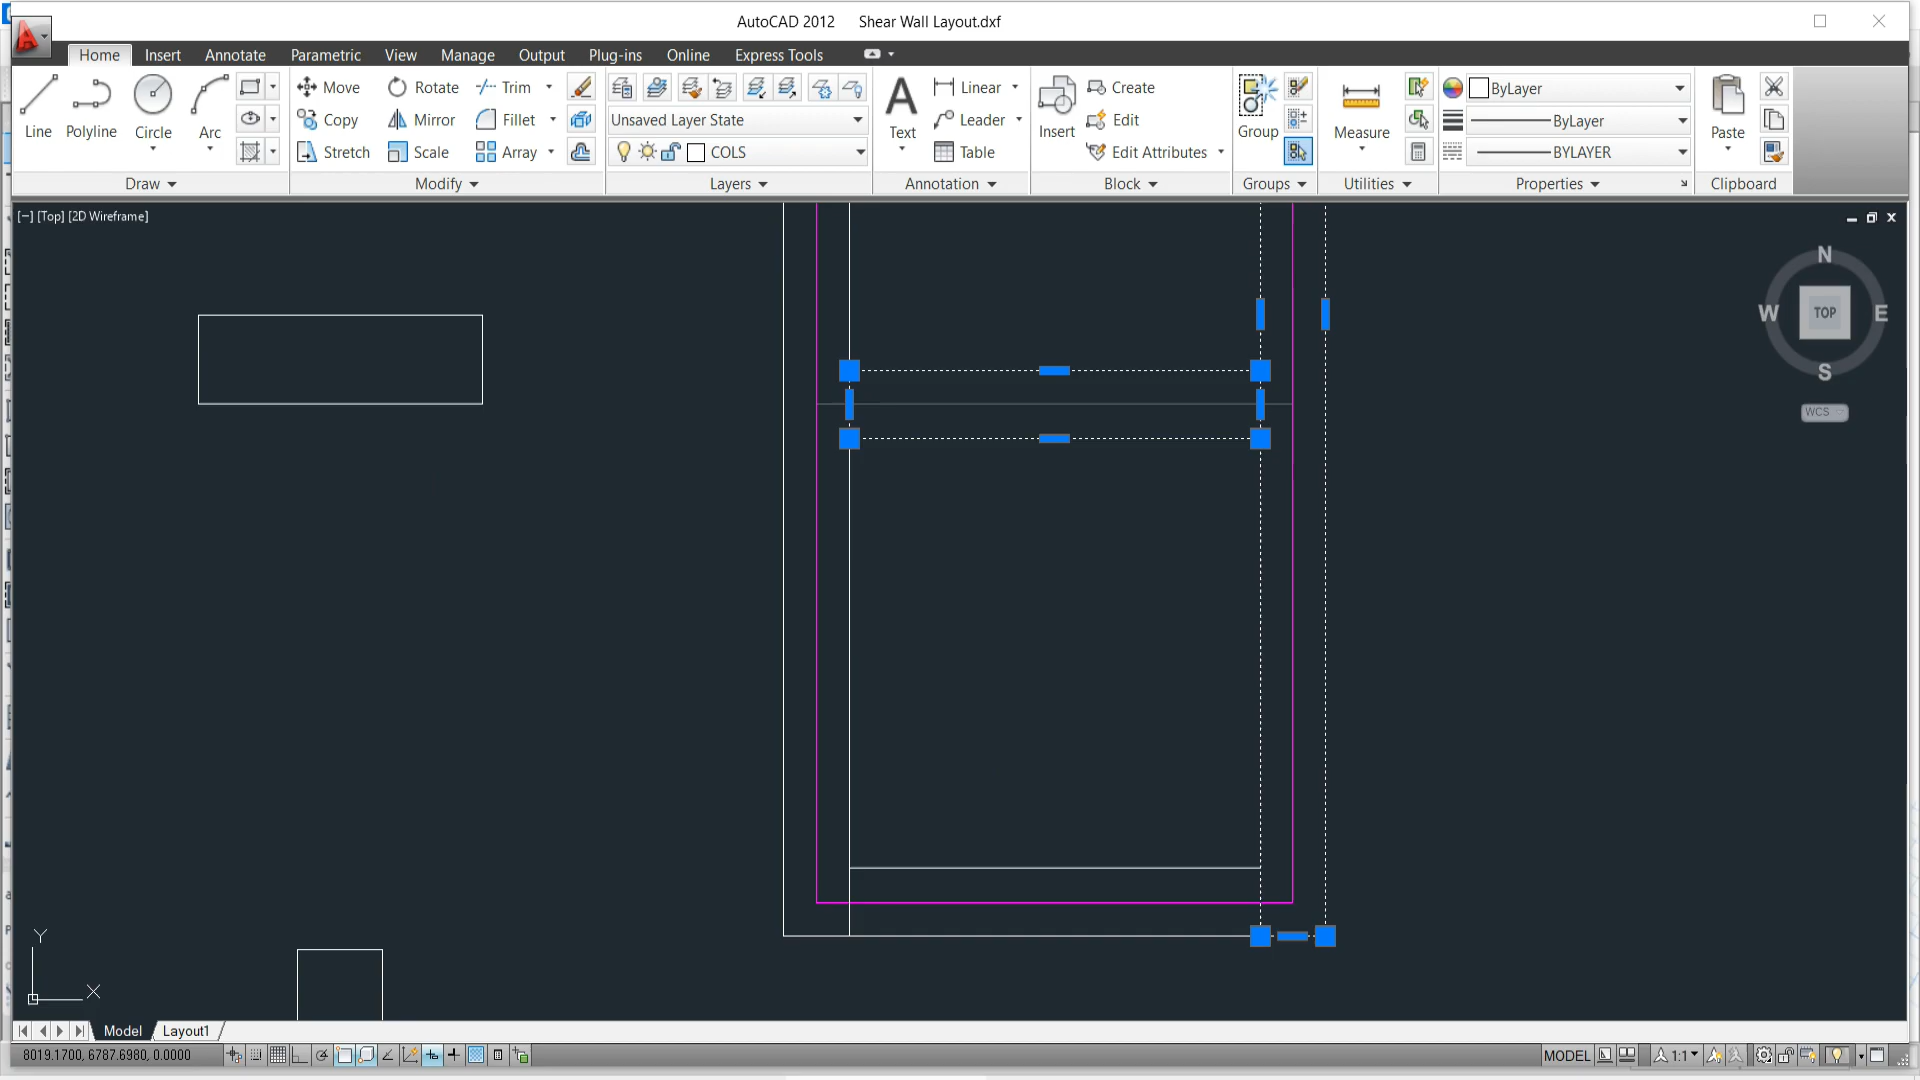 AutoCAD 2012 Shear Wall Layout.dxf
Home Insert Annotate Parametric View Manage Output Plug-ins Online Express Tools
Move Rotate Trim Linear Create ByLayer
Line Polyline Circle Arc Copy Mirror Fillet Unsaved Layer State Text Leader Insert Edit Group Measure ByLayer Paste
Stretch Scale Array COLS Table Edit Attributes BYLAYER
Draw Modify Layers Annotation Block Groups Utilities Properties Clipboard
[−] [Top] [2D Wireframe]
N
W TOP E
S
WCS
Y
X
Model Layout1
8019.1700, 6787.6980, 0.0000 MODEL 1:1